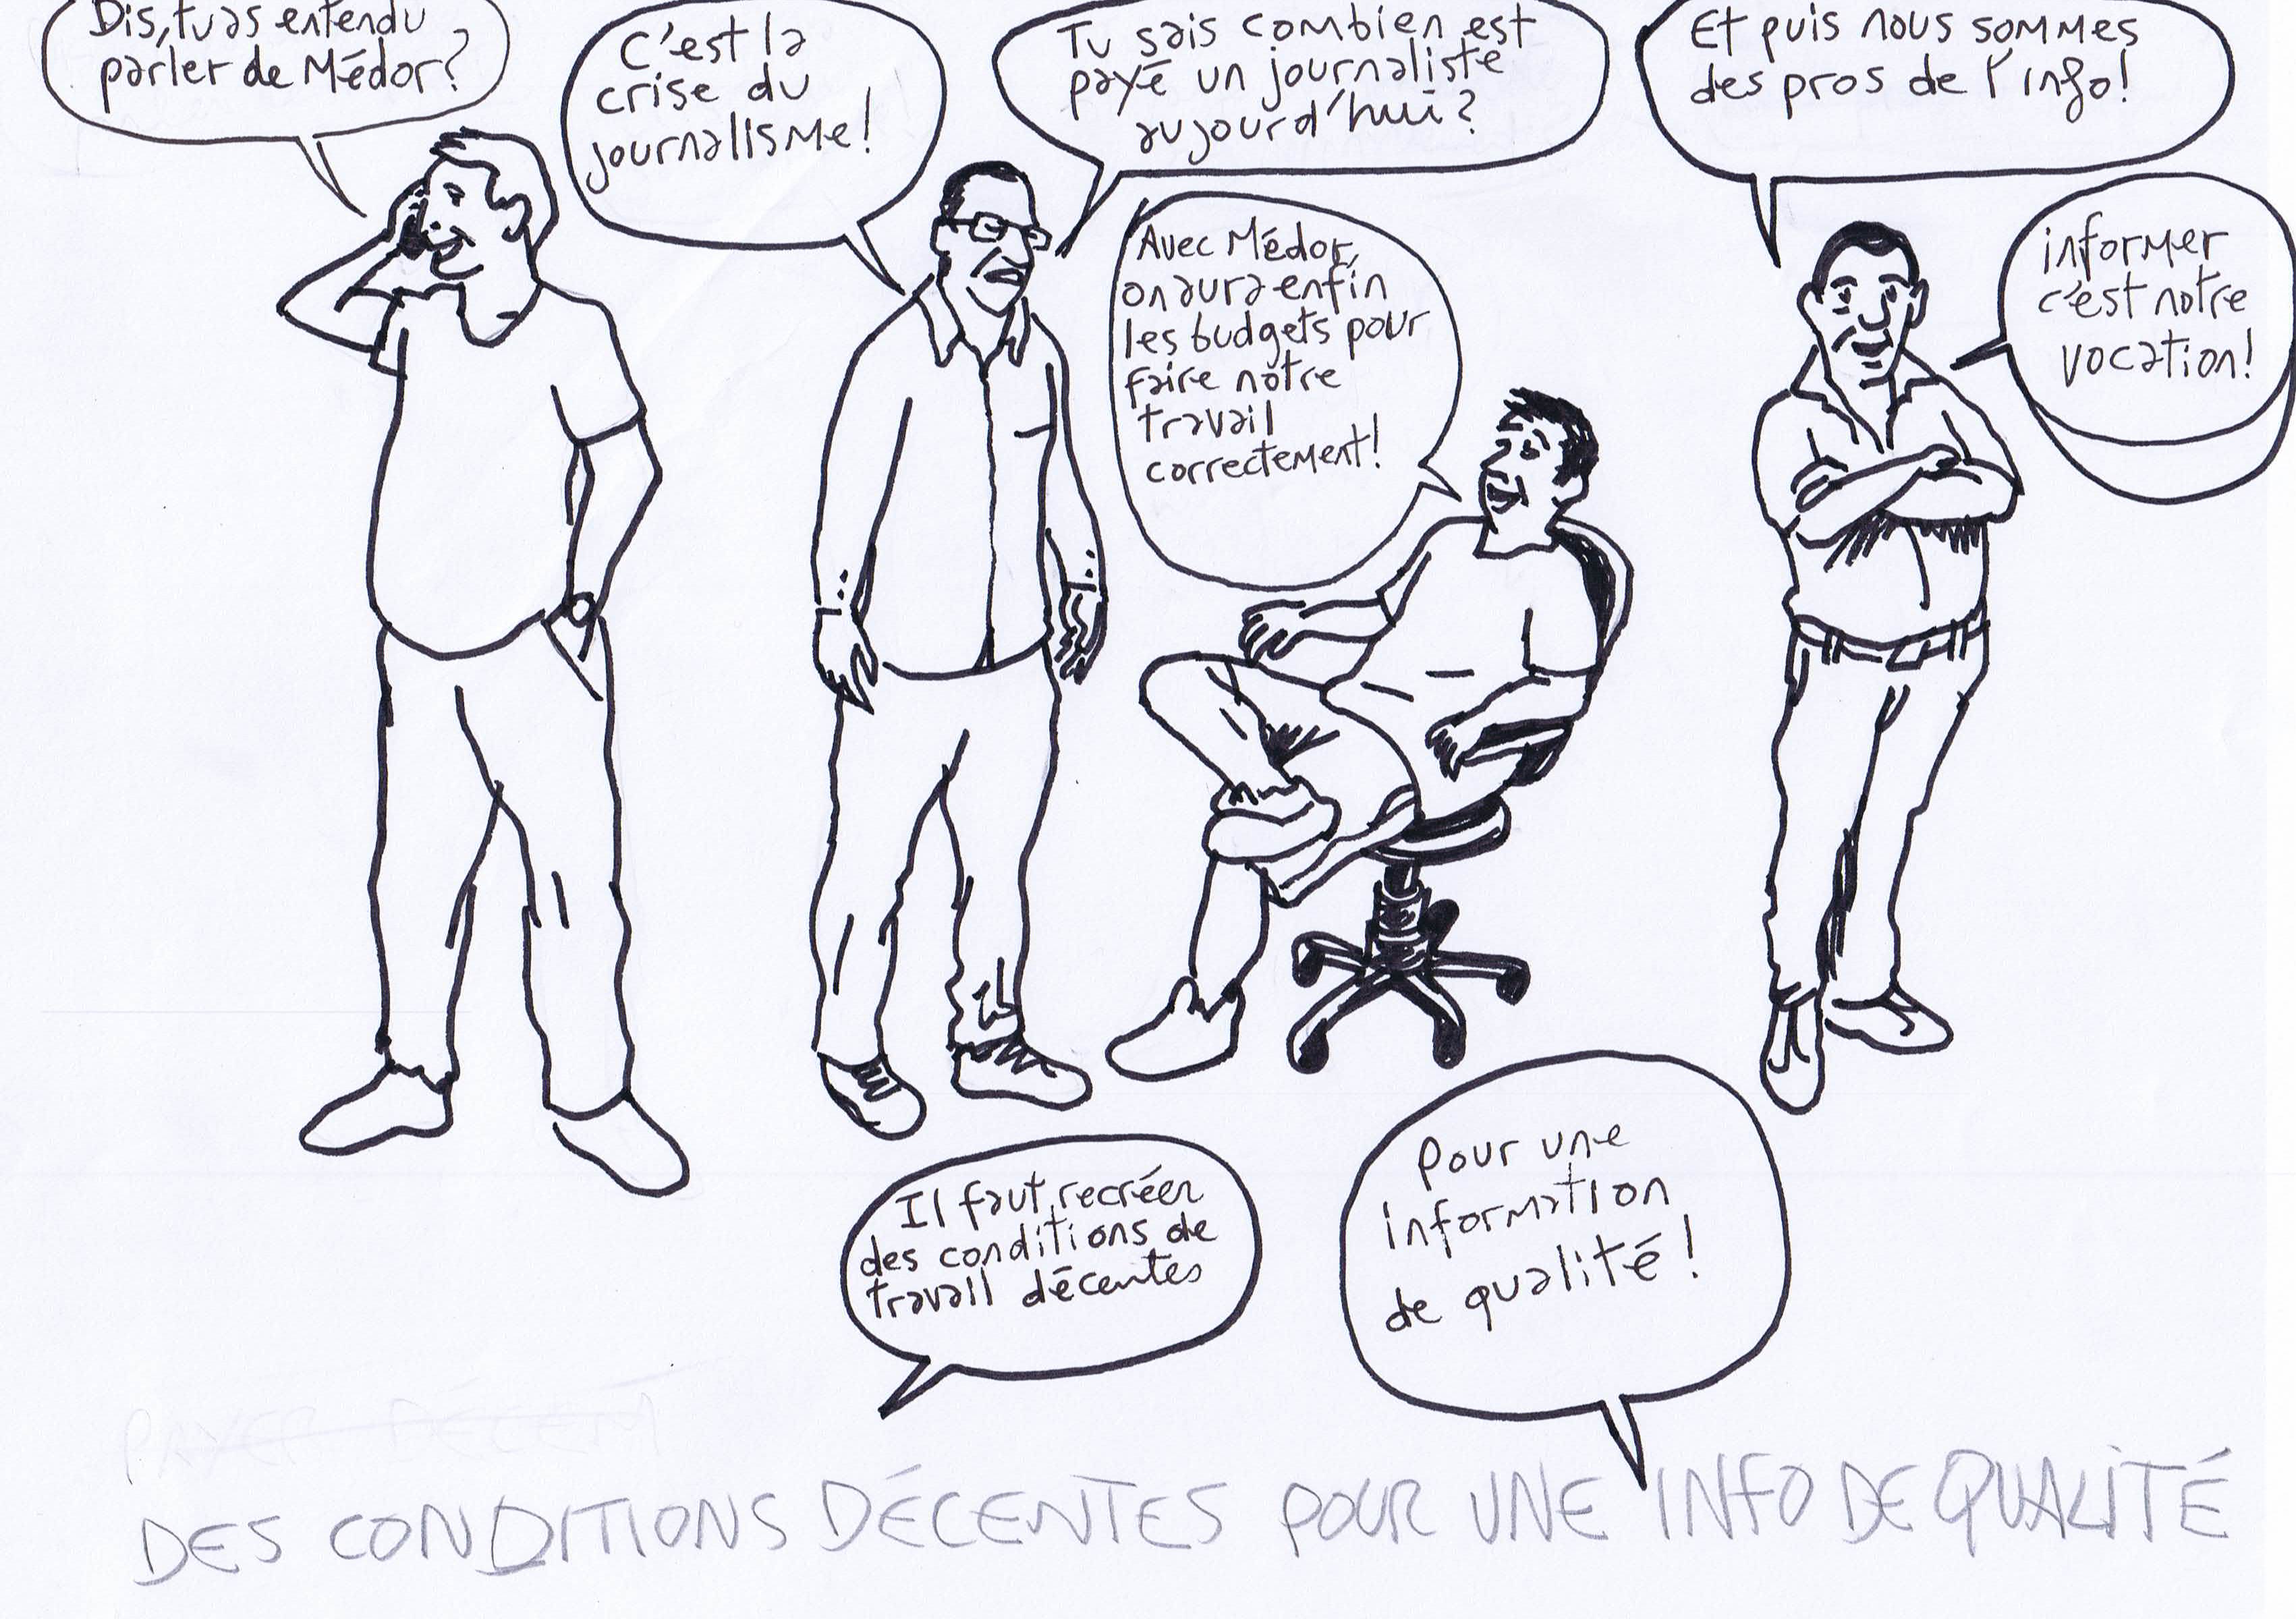 Dis, tu as entendu
parler de Médor?
C'est la
crise du
journalisme!
Tu sais combien est
payé un journaliste
aujourd'hui?
Et puis nous sommes
des pros de l'info!
informer
c'est notre
vocation!
Avec Médor,
on aura enfin
les budgets pour
faire notre
travail
correctement!
Il faut recréer
des conditions de
travail décentes
pour une
information
de qualité!
PAYER DÉCEM
DES CONDITIONS DÉCENTES POUR UNE INFO DE QUALITÉ